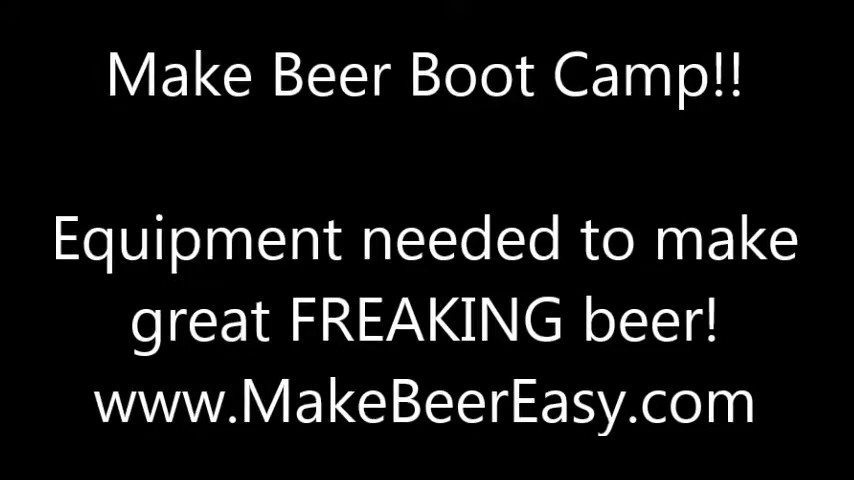 Make Beer Boot Camp!!
Equipment needed to make
great FREAKING beer!
www.MakeBeerEasy.com